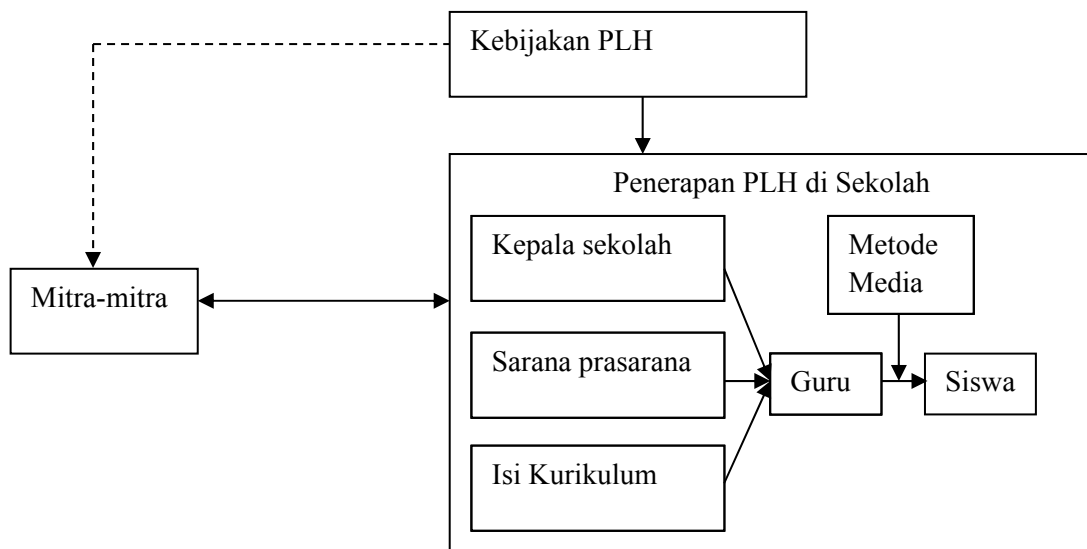 Kebijakan PLH
Penerapan PLH di Sekolah
Kepala sekolah
Metode
Media
Mitra-mitra
Sarana prasarana
Guru
Siswa
Isi Kurikulum